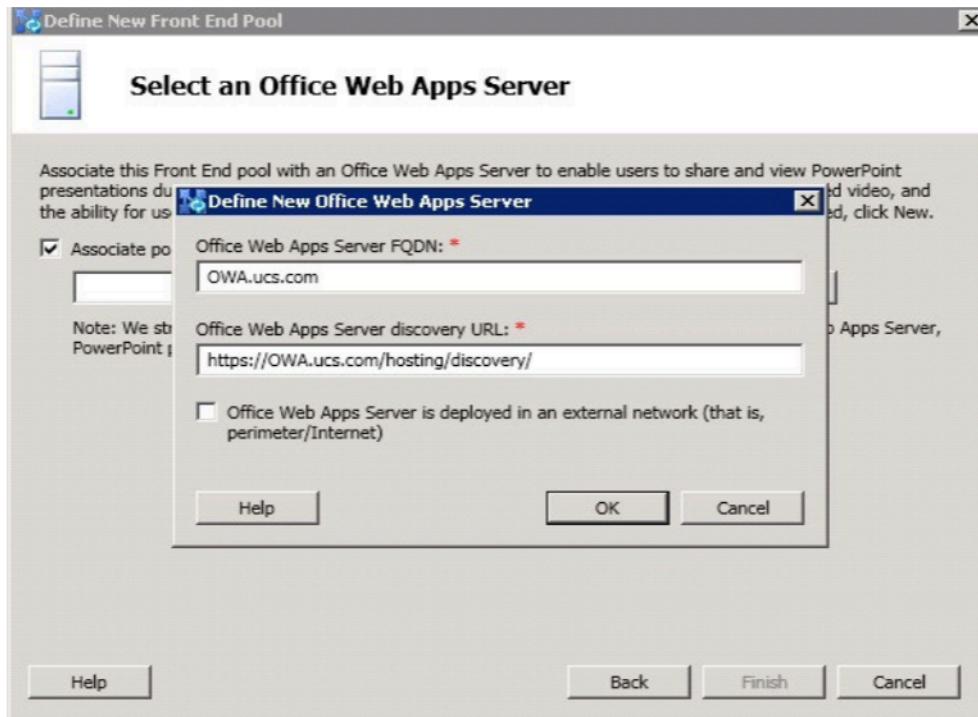 Define New Front End Pool
Select an Office Web Apps Server
Associate this Front End pool with an Office Web Apps Server to enable users to share and view PowerPoint
presentations du
d video, and
the ability for us
ed, click New.
Associate po
Note: We str
Apps Server,
PowerPoint p
Define New Office Web Apps Server
Office Web Apps Server FQDN: *
OWA.ucs.com
Office Web Apps Server discovery URL: *
https://OWA.ucs.com/hosting/discovery/
Office Web Apps Server is deployed in an external network (that is,
perimeter/Internet)
Help
OK
Cancel
Help
Back
Finish
Cancel